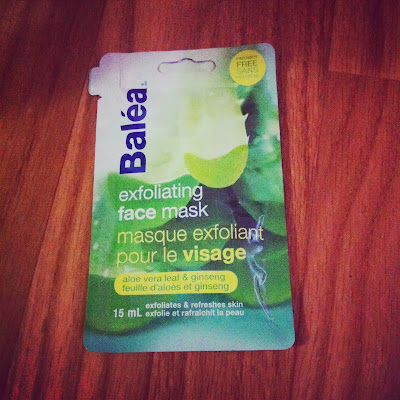 FREE
SANS
Baléa
exfoliating
face mask
masque exfoliant
pour le visage
aloe vera leaf & ginseng
feuille d'aloès et ginseng
15 mL
exfoliates & refreshes skin
exfolie et rafraîchit la peau